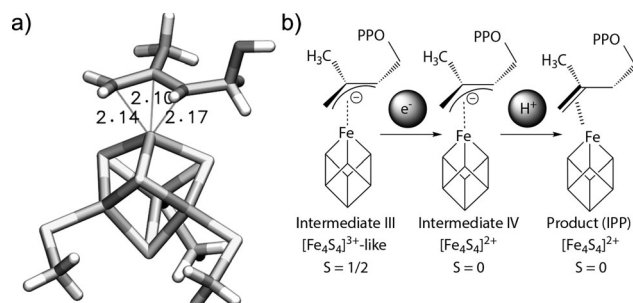 a)
2.10
2.14
2.17
b)
PPO
PPO
PPO
H₃C
H₃C
H₃C
⊖
⊖
e⁻
H⁺
Fe
Fe
Fe
Intermediate III
Intermediate IV
Product (IPP)
[Fe₄S₄]³⁺-like
[Fe₄S₄]²⁺
[Fe₄S₄]²⁺
S = 1/2
S = 0
S = 0